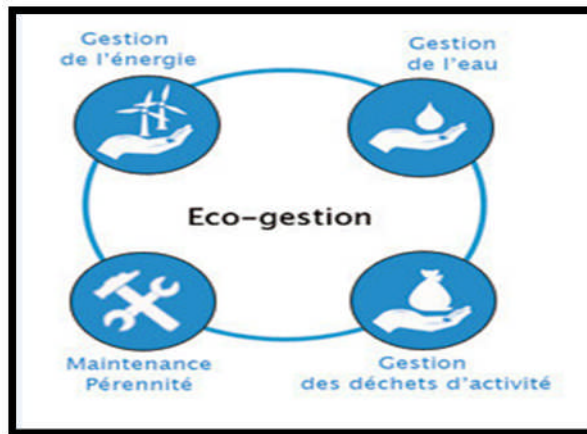 Gestion
de l'énergie
Gestion
de l'eau
Eco-gestion
Maintenance
Pérennité
Gestion
des déchets d'activité